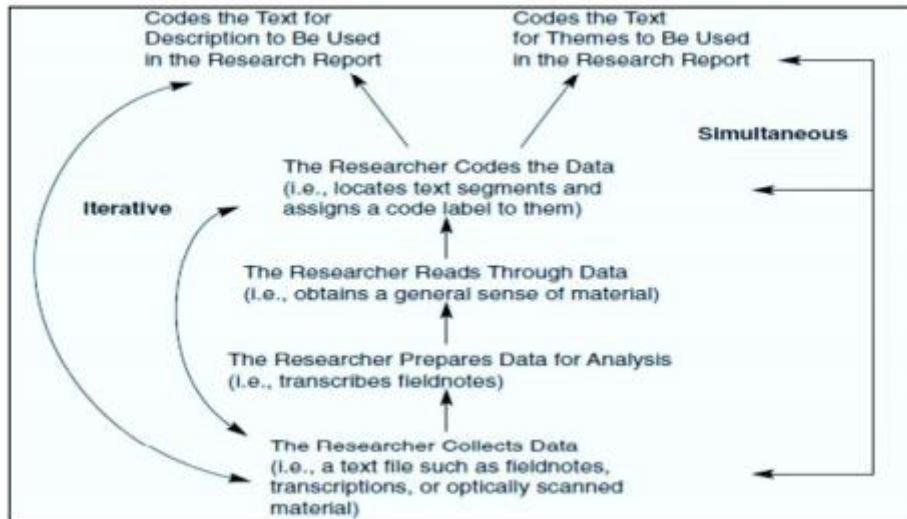 Codes the Text for
Description to Be Used
in the Research Report
Codes the Text
for Themes to Be Used
in the Research Report
Simultaneous
The Researcher Codes the Data
(i.e., locates text segments and
assigns a code label to them)
Iterative
The Researcher Reads Through Data
(i.e., obtains a general sense of material)
The Researcher Prepares Data for Analysis
(i.e., transcribes fieldnotes)
The Researcher Collects Data
(i.e., a text file such as fieldnotes,
transcriptions, or optically scanned
material)